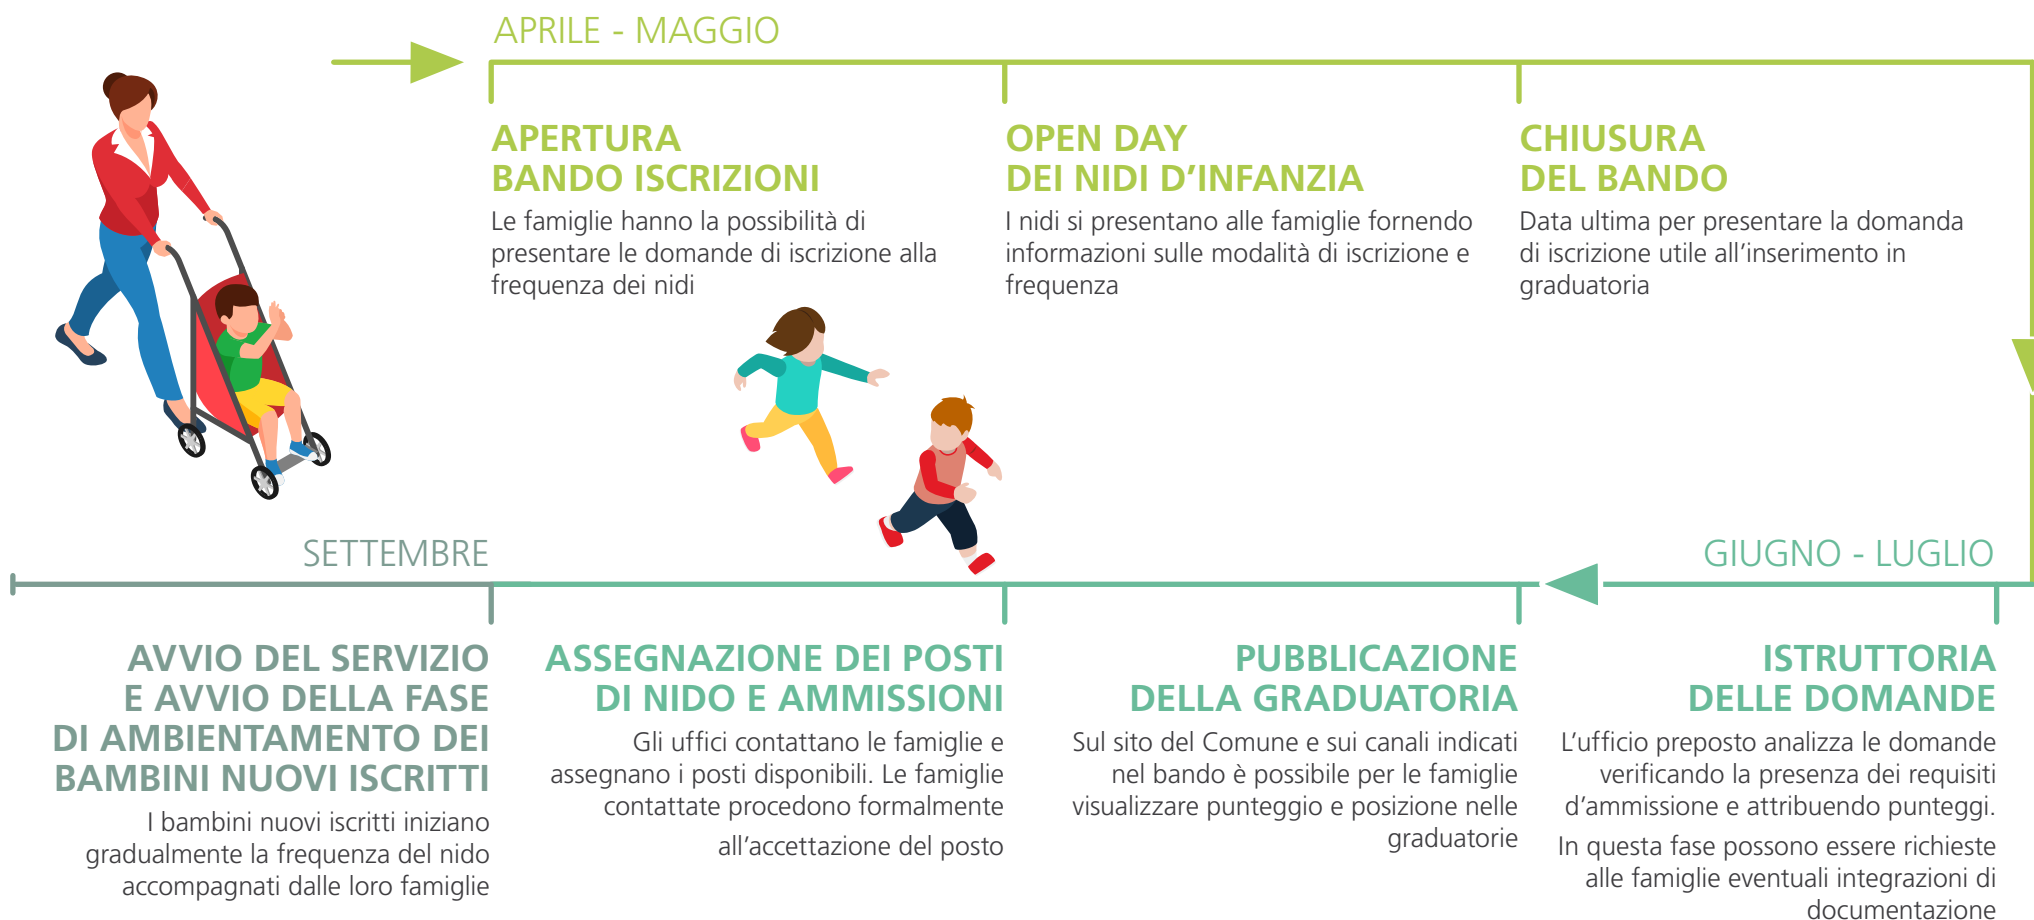 APRILE - MAGGIO
APERTURA
BANDO ISCRIZIONI
Le famiglie hanno la possibilità di
presentare le domande di iscrizione alla
frequenza dei nidi
OPEN DAY
DEI NIDI D’INFANZIA
I nidi si presentano alle famiglie fornendo
informazioni sulle modalità di iscrizione e
frequenza
CHIUSURA
DEL BANDO
Data ultima per presentare la domanda
di iscrizione utile all’inserimento in
graduatoria
GIUGNO - LUGLIO
ISTRUTTORIA
DELLE DOMANDE
L’ufficio preposto analizza le domande
verificando la presenza dei requisiti
d’ammissione e attribuendo punteggi.
In questa fase possono essere richieste
alle famiglie eventuali integrazioni di
documentazione
PUBBLICAZIONE
DELLA GRADUATORIA
Sul sito del Comune e sui canali indicati
nel bando è possibile per le famiglie
visualizzare punteggio e posizione nelle
graduatorie
ASSEGNAZIONE DEI POSTI
DI NIDO E AMMISSIONI
Gli uffici contattano le famiglie e
assegnano i posti disponibili. Le famiglie
contattate procedono formalmente
all’accettazione del posto
SETTEMBRE
AVVIO DEL SERVIZIO
E AVVIO DELLA FASE
DI AMBIENTAMENTO DEI
BAMBINI NUOVI ISCRITTI
I bambini nuovi iscritti iniziano
gradualmente la frequenza del nido
accompagnati dalle loro famiglie